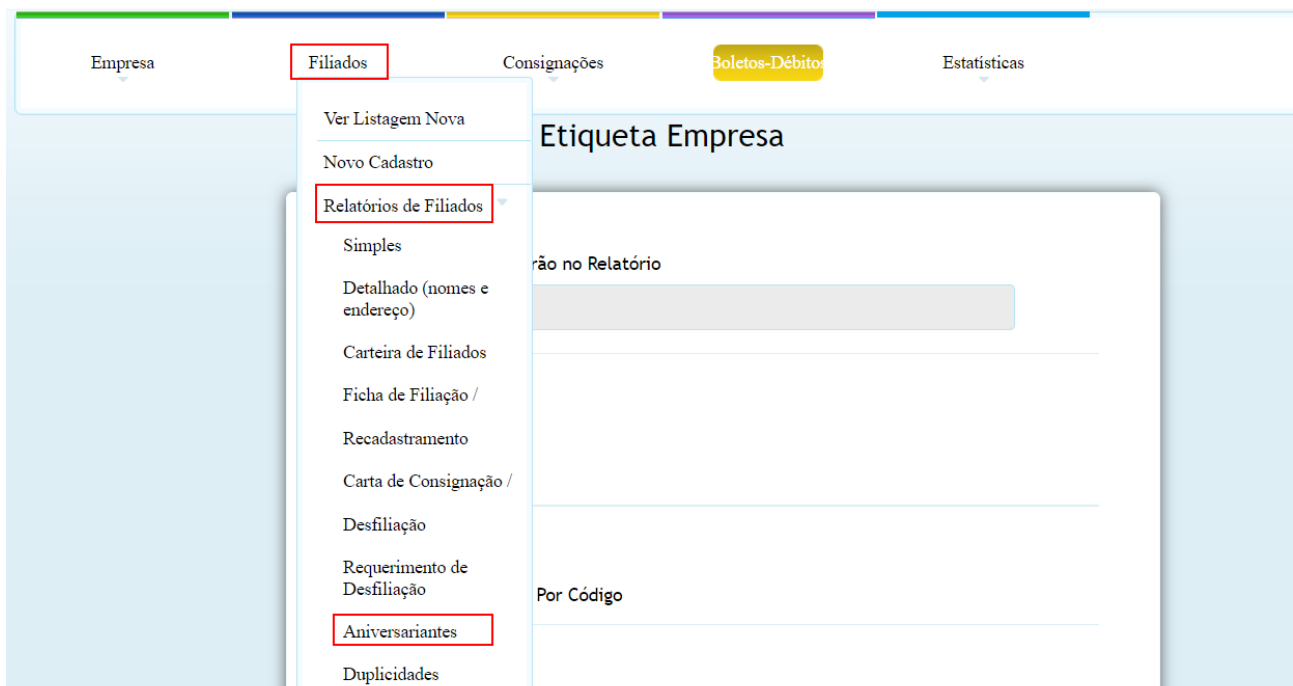 Empresa
Filiados
Consignações
Boletos-Débitos
Estatísticas
Ver Listagem Nova
Etiqueta Empresa
Novo Cadastro
Relatórios de Filiados
Simples
rão no Relatório
Detalhado (nomes e
endereço)
Carteira de Filiados
Ficha de Filiação /
Recadastramento
Carta de Consignação /
Desfiliação
Requerimento de
Desfiliação
Por Código
Aniversariantes
Duplicidades